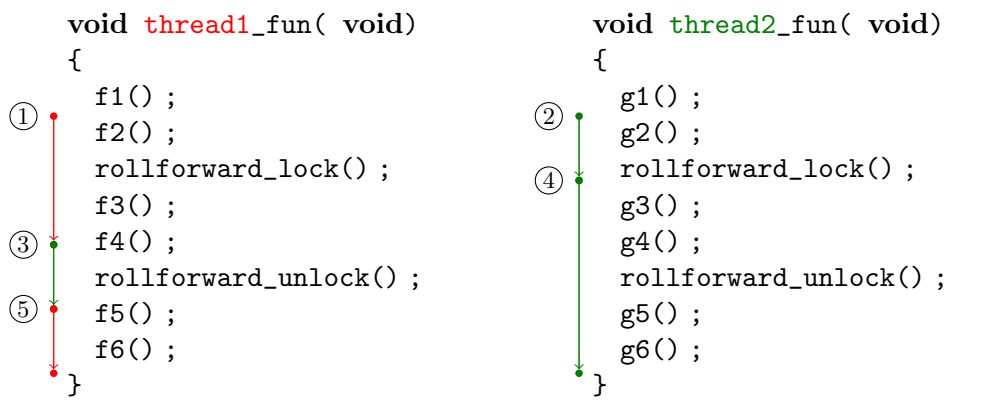 void thread1_fun( void)
{
f1() ;
① f2() ;
rollforward_lock() ;
f3() ;
③ f4() ;
rollforward_unlock() ;
⑤ f5() ;
f6() ;
}
void thread2_fun( void)
{
g1() ;
② g2() ;
rollforward_lock() ;
④ g3() ;
g4() ;
rollforward_unlock() ;
g5() ;
g6() ;
}